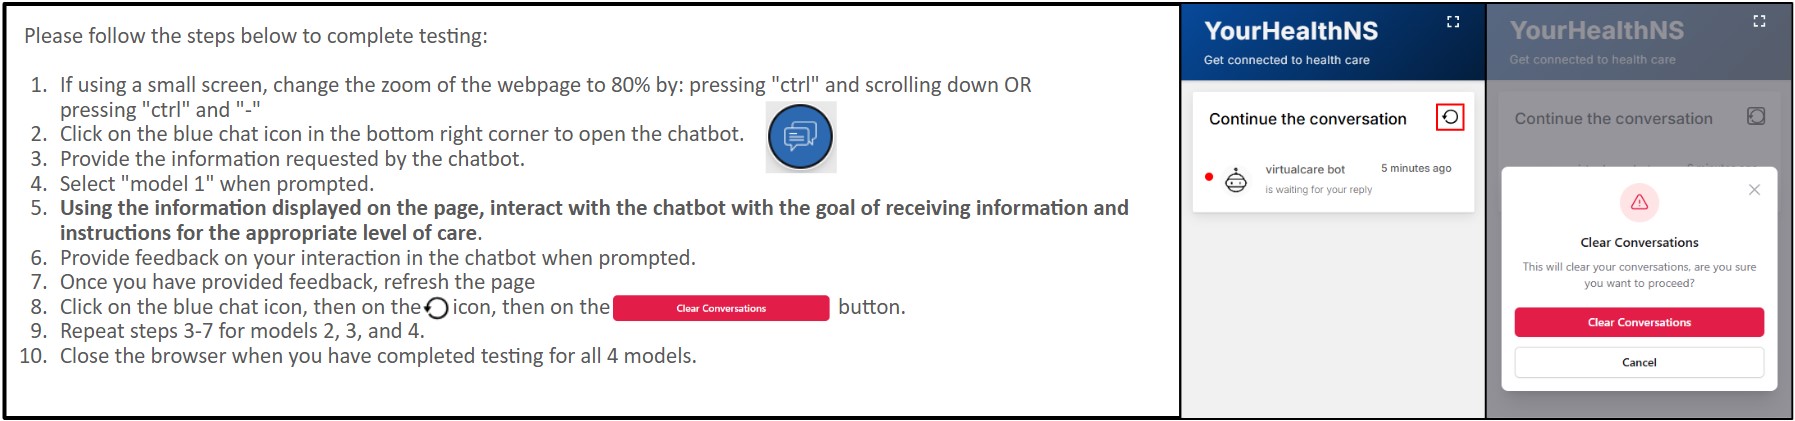 Please follow the steps below to complete testing:
1. If using a small screen, change the zoom of the webpage to 80% by: pressing "ctrl" and scrolling down OR
pressing "ctrl" and "-"
2. Click on the blue chat icon in the bottom right corner to open the chatbot.
3. Provide the information requested by the chatbot.
4. Select "model 1" when prompted.
5. Using the information displayed on the page, interact with the chatbot with the goal of receiving information and
instructions for the appropriate level of care.
6. Provide feedback on your interaction in the chatbot when prompted.
7. Once you have provided feedback, refresh the page
8. Click on the blue chat icon, then on the icon, then on the Clear Conversations button.
9. Repeat steps 3-7 for models 2, 3, and 4.
10. Close the browser when you have completed testing for all 4 models.
YourHealthNS
Get connected to health care
Continue the conversation
virtualcare bot 5 minutes ago
is waiting for your reply
YourHealthNS
Get connected to health care
Continue the conversation
Clear Conversations
This will clear your conversations, are you sure
you want to proceed?
Clear Conversations
Cancel